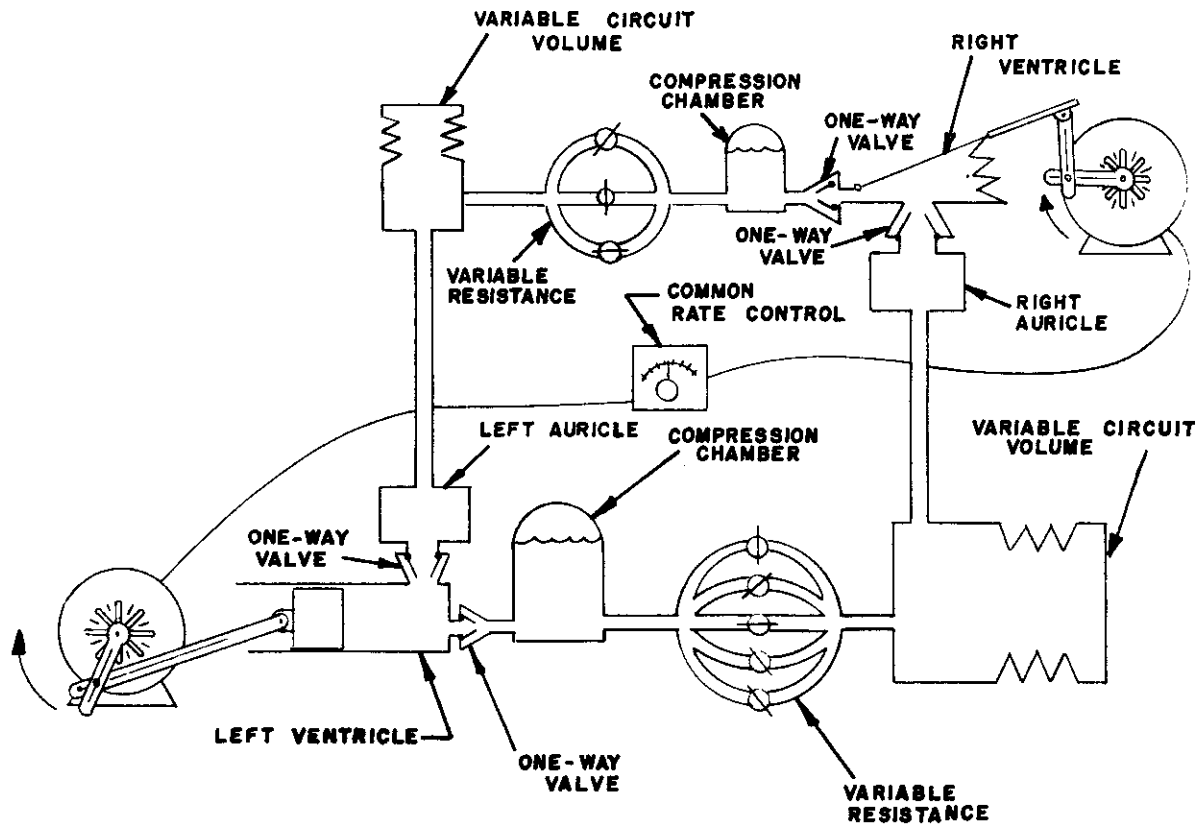 VARIABLE CIRCUIT
VOLUME
RIGHT
VENTRICLE
COMPRESSION
CHAMBER
ONE-WAY
VALVE
ONE-WAY
VALVE
VARIABLE
RESISTANCE
COMMON
RATE CONTROL
RIGHT
AURICLE
LEFT AURICLE
COMPRESSION
CHAMBER
VARIABLE CIRCUIT
VOLUME
ONE-WAY
VALVE
LEFT VENTRICLE
ONE-WAY
VALVE
VARIABLE
RESISTANCE